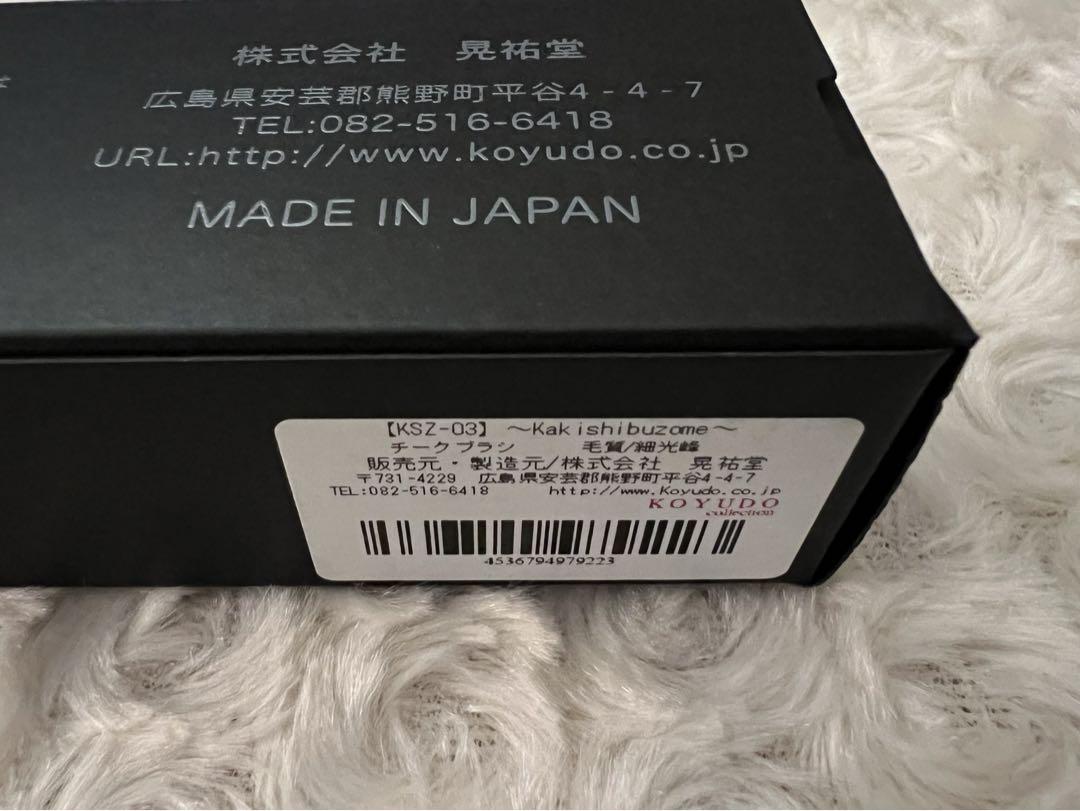 株式会社 晃祐堂
広島県安芸郡熊野町平谷4-4-7
TEL:082-516-6418
URL:http://www.koyudo.co.jp
MADE IN JAPAN
【KSZ-03】 ～Kakishibuzome～
チークブラシ 毛質/細光峰
販売元・製造元/株式会社 晃祐堂
〒731-4229 広島県安芸郡熊野町平谷4-4-7
TEL:082-516-6418 http://www.Koyudo.co.jp
KOYUDO
collection
4536794979223